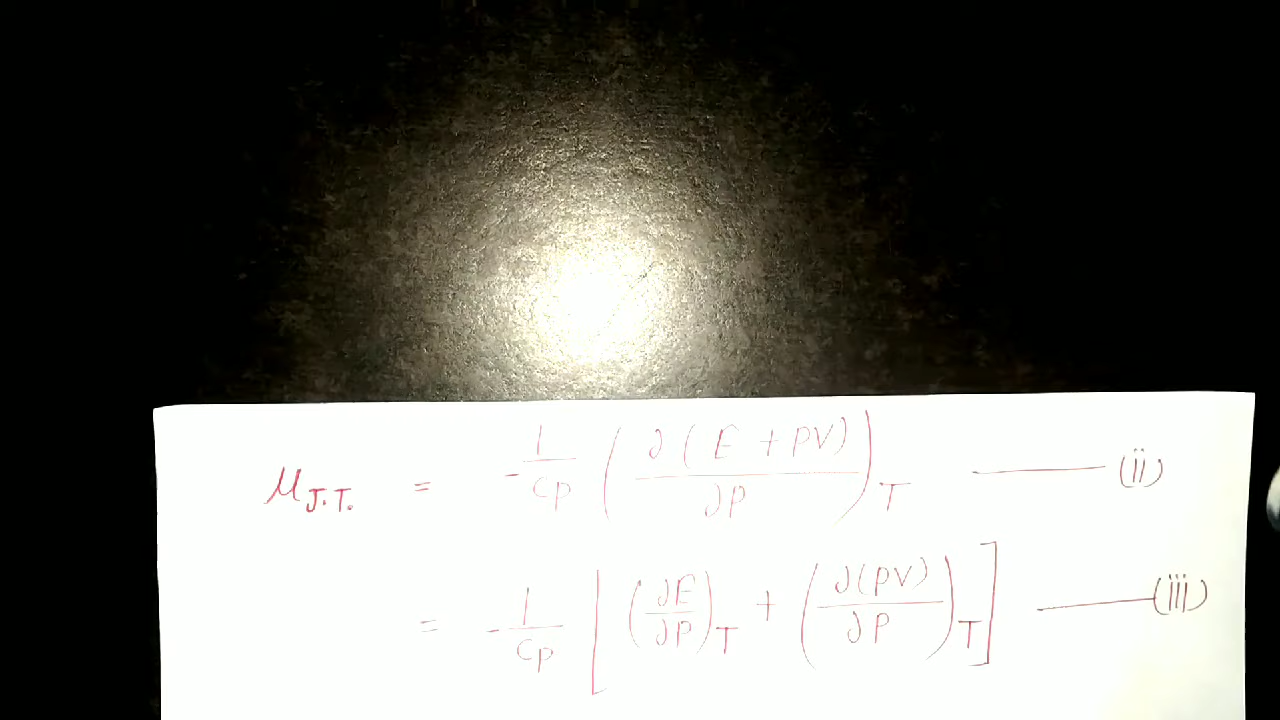 μ_J.T. = -1/Cp (∂(E + PV)/∂P)_T —— (ii)
= -1/Cp [(∂E/∂P)_T + (∂(PV)/∂P)_T] —— (iii)